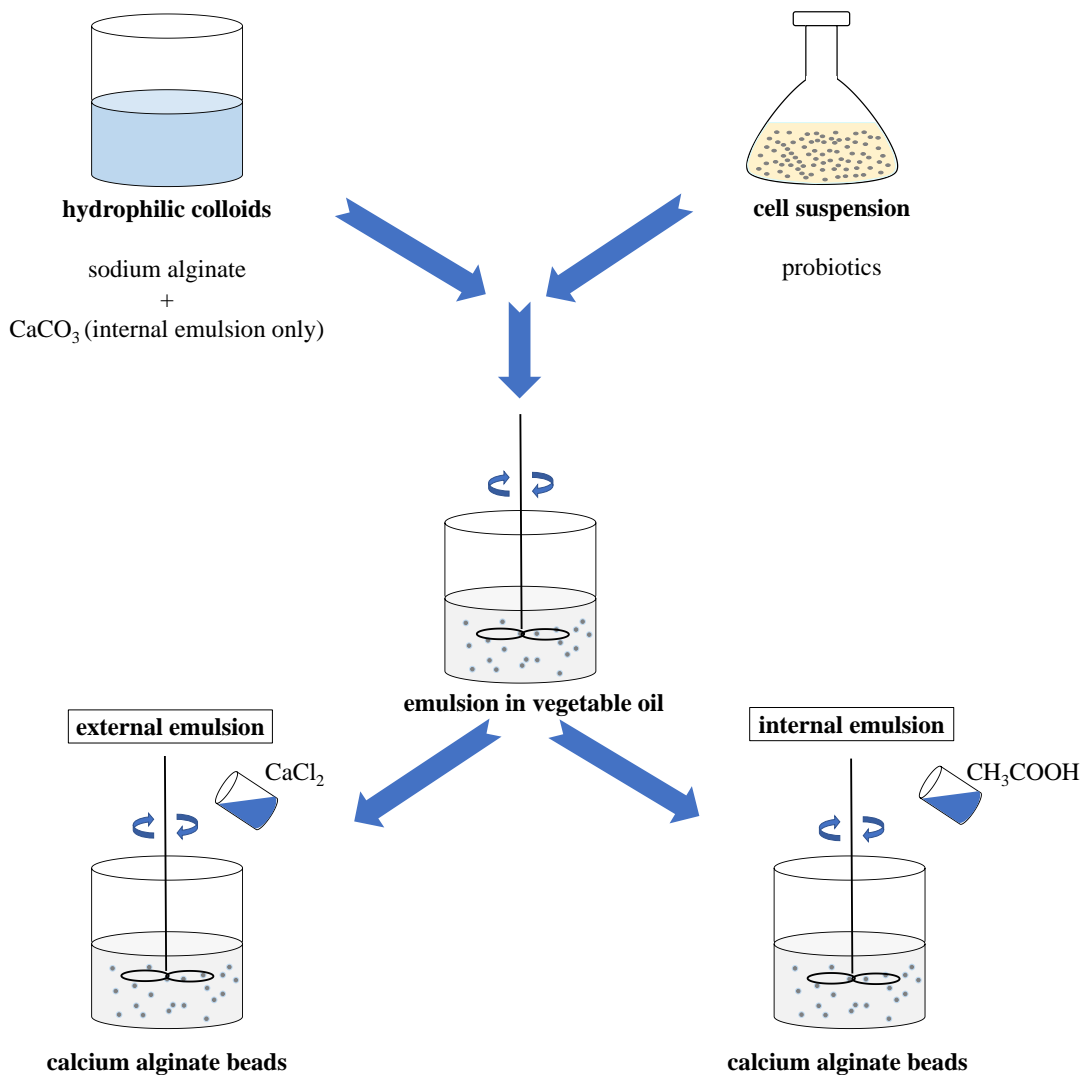 hydrophilic colloids
sodium alginate
+
CaCO₃ (internal emulsion only)
cell suspension
probiotics
emulsion in vegetable oil
external emulsion
CaCl₂
calcium alginate beads
internal emulsion
CH₃COOH
calcium alginate beads